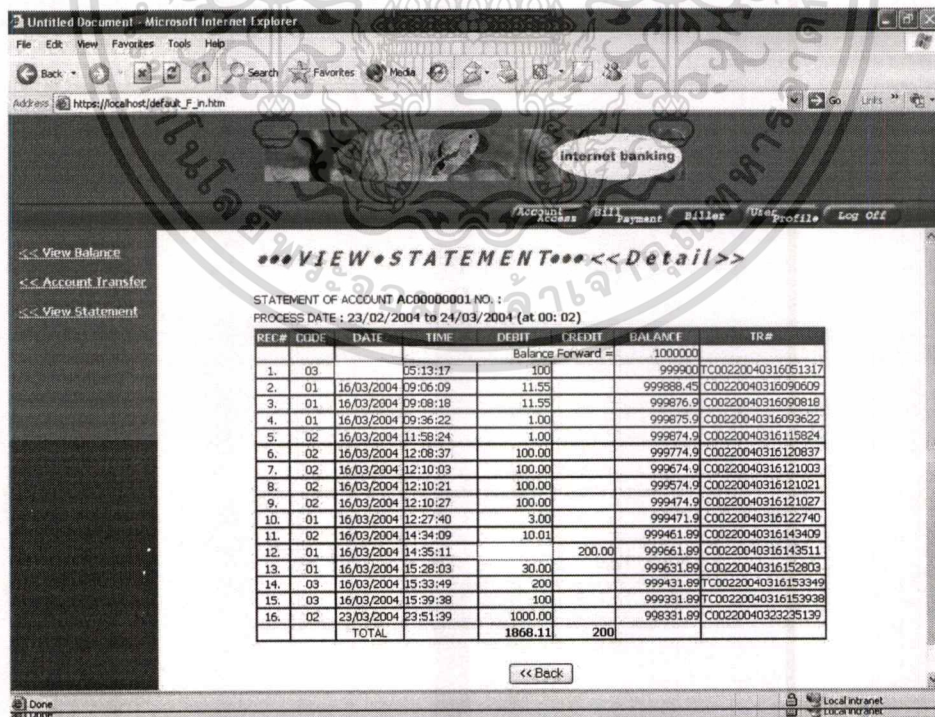 Untitled Document - Microsoft Internet Explorer
File Edit View Favorites Tools Help
Back Search Favorites Media
Address https://localhost/default_F_in.htm Go Links »
internet banking
Account Access Bill Payment Biller User Profile Log Off
<< View Balance
<< Account Transfer
<< View Statement
●●●VIEW●STATEMENT●●●<<Detail>>
STATEMENT OF ACCOUNT AC00000001 NO. :
PROCESS DATE : 23/02/2004 to 24/03/2004 (at 00: 02)
REC# CODE DATE TIME DEBIT CREDIT BALANCE TR#
Balance Forward = 1000000
1. 03 05:13:17 100 999900 TC00220040316051317
2. 01 16/03/2004 09:06:09 11.55 999888.45 C00220040316090609
3. 01 16/03/2004 09:08:18 11.55 999876.9 C00220040316090818
4. 01 16/03/2004 09:36:22 1.00 999875.9 C00220040316093622
5. 02 16/03/2004 11:58:24 1.00 999874.9 C00220040316115824
6. 02 16/03/2004 12:08:37 100.00 999774.9 C00220040316120837
7. 02 16/03/2004 12:10:03 100.00 999674.9 C00220040316121003
8. 02 16/03/2004 12:10:21 100.00 999574.9 C00220040316121021
9. 02 16/03/2004 12:10:27 100.00 999474.9 C00220040316121027
10. 01 16/03/2004 12:27:40 3.00 999471.9 C00220040316122740
11. 02 16/03/2004 14:34:09 10.01 999461.89 C00220040316143409
12. 01 16/03/2004 14:35:11 200.00 999661.89 C00220040316143511
13. 01 16/03/2004 15:28:03 30.00 999631.89 C00220040316152803
14. 03 16/03/2004 15:33:49 200 999431.89 TC00220040316153349
15. 03 16/03/2004 15:39:38 100 999331.89 TC00220040316153938
16. 02 23/03/2004 23:51:39 1000.00 998331.89 C00220040323235139
TOTAL 1868.11 200
<< Back
Done Local intranet